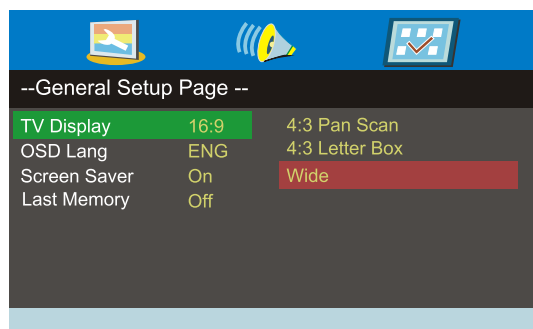 --General Setup Page --
TV Display 16:9 4:3 Pan Scan
OSD Lang ENG 4:3 Letter Box
Screen Saver On Wide
Last Memory Off